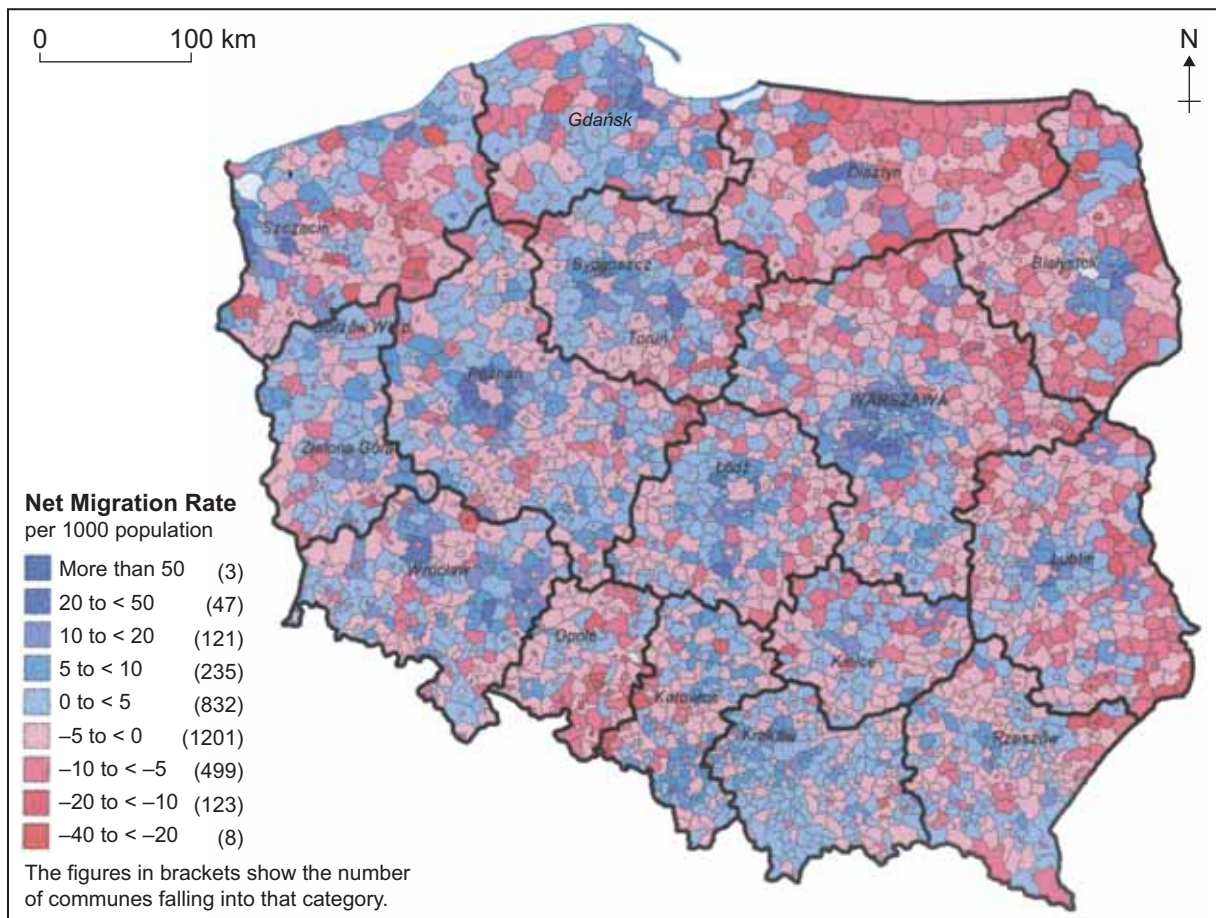 0 100 km
N
Gdańsk
Olsztyn
Szczecin
Białystok
Bydgoszcz
Gorzów Wlkp.
Toruń
Poznań
WARSZAWA
Zielona Góra
Łódź
Wrocław
Lublin
Opole
Kielce
Katowice
Kraków
Rzeszów
Net Migration Rate
per 1000 population
More than 50 (3)
20 to < 50 (47)
10 to < 20 (121)
5 to < 10 (235)
0 to < 5 (832)
–5 to < 0 (1201)
–10 to < –5 (499)
–20 to < –10 (123)
–40 to < –20 (8)
The figures in brackets show the number
of communes falling into that category.